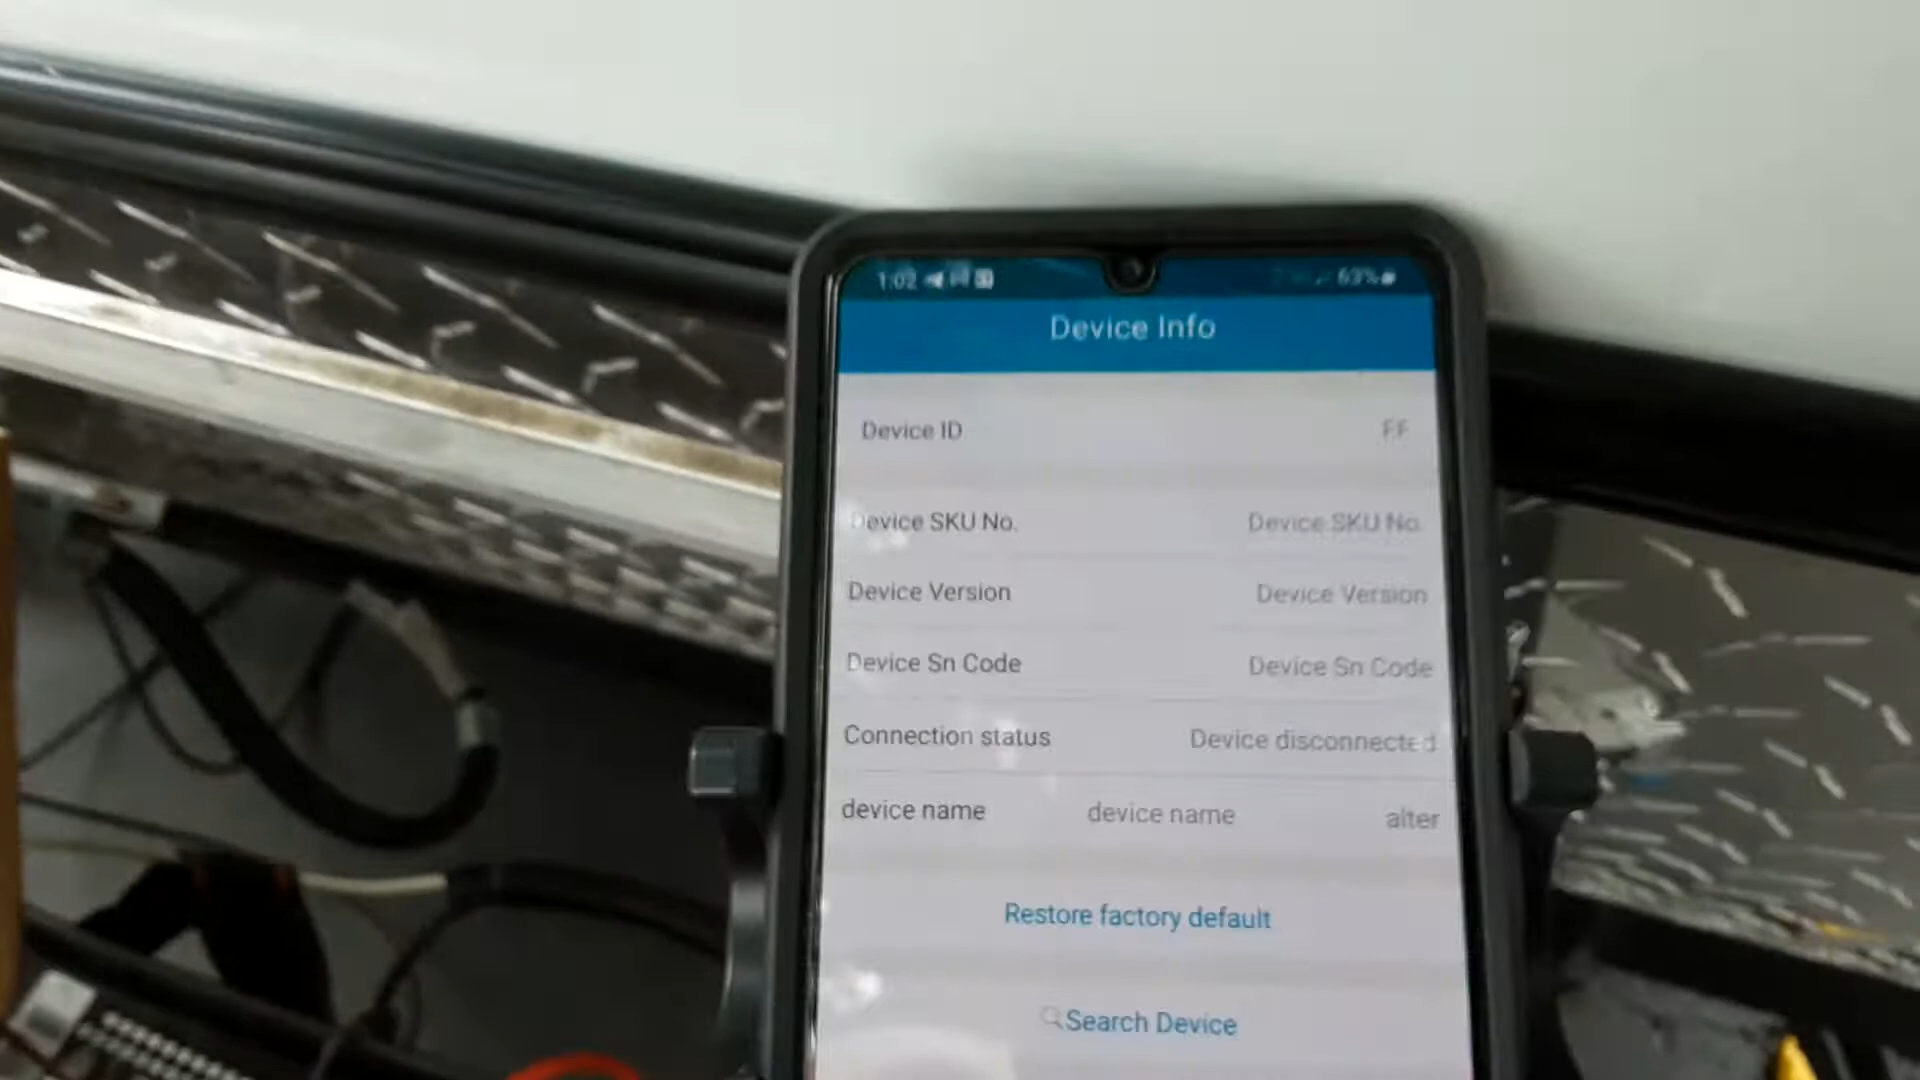 1:02 63%
Device Info
Device ID FF
Device SKU No. Device SKU No.
Device Version Device Version
Device Sn Code Device Sn Code
Connection status Device disconnected
device name device name alter
Restore factory default
Search Device